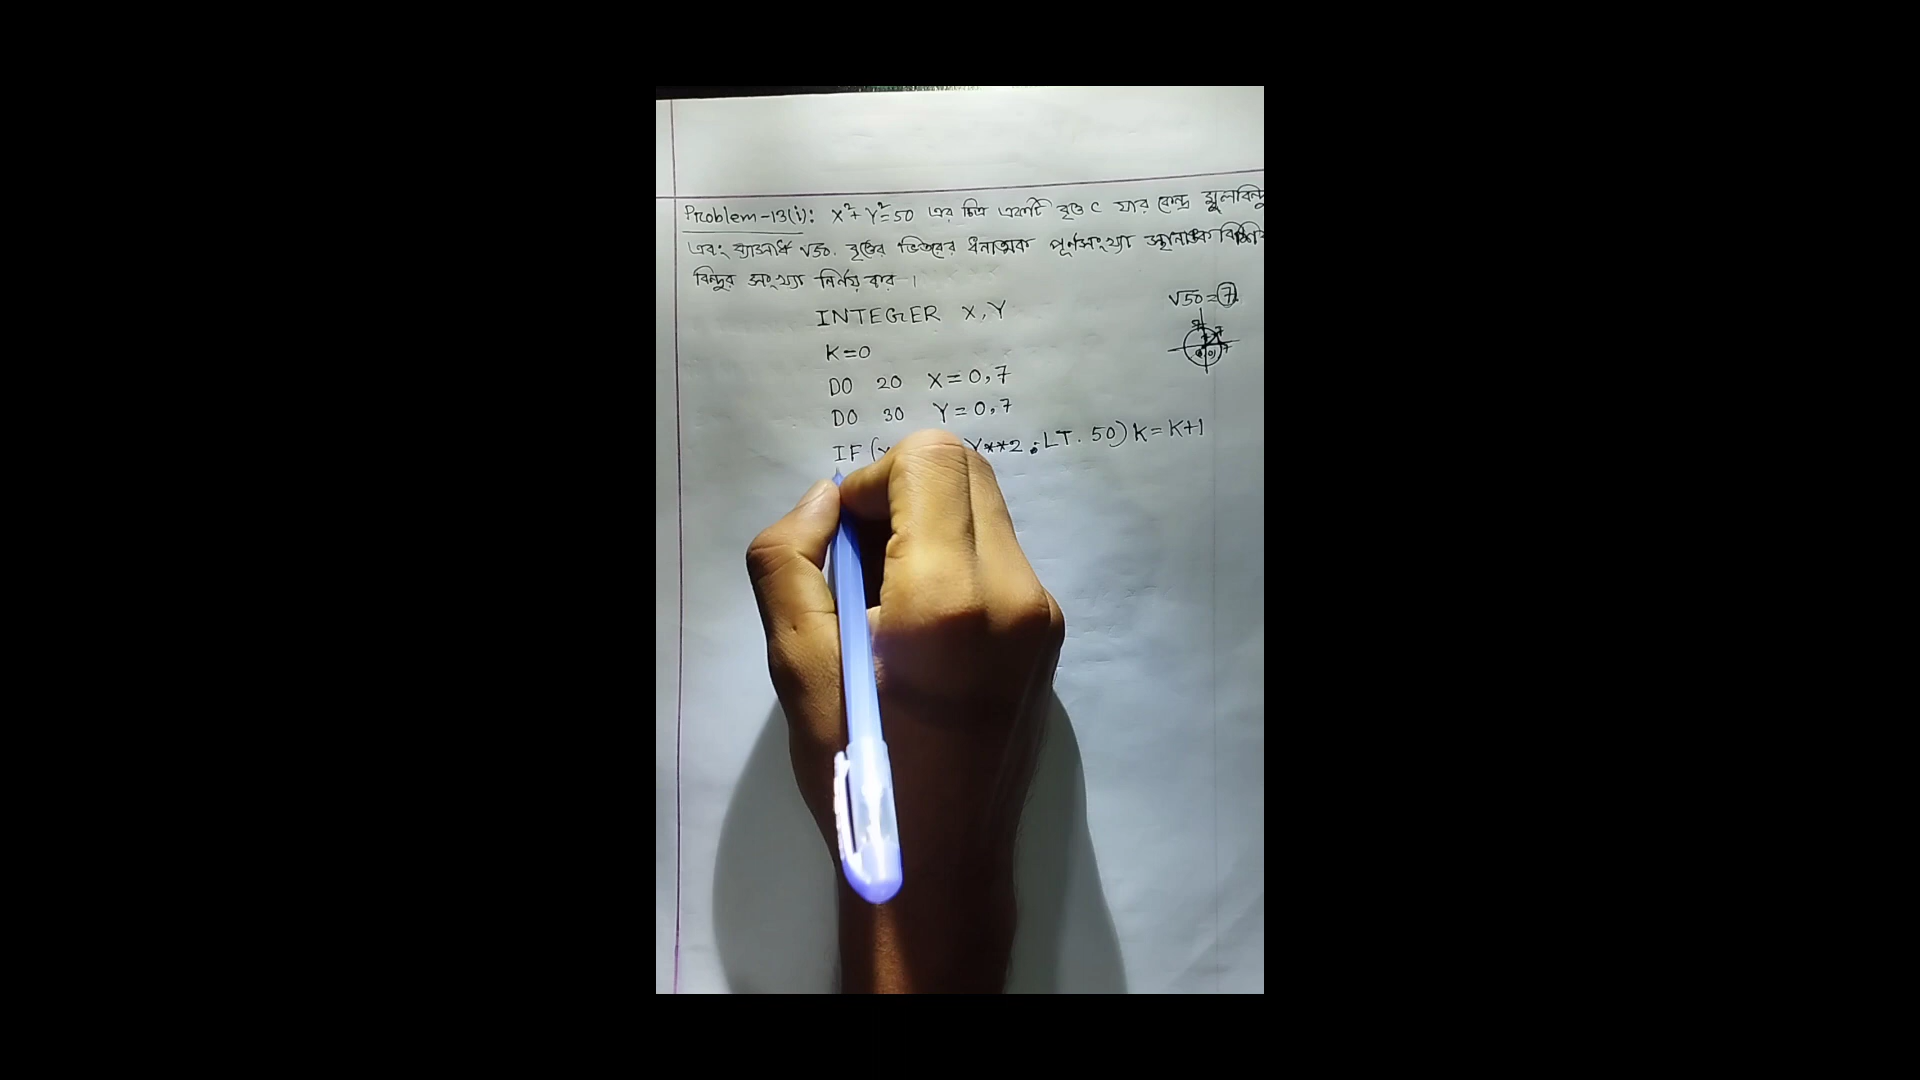 Problem-13(i): X²+Y²=50 এর চিত্র একটি বৃত্ত C যার কেন্দ্র মূলবিন্দু
এবং ব্যাসার্ধ √50. বৃত্তের ভিতরের ধনাত্মক পূর্ণসংখ্যা স্থানাঙ্ক
বিন্দুর সংখ্যা নির্ণয় কর।
√50=7
INTEGER X,Y
K=0
DO 20 X=0,7
DO 30 Y=0,7
IF ( Y**2 .LT. 50) K=K+1